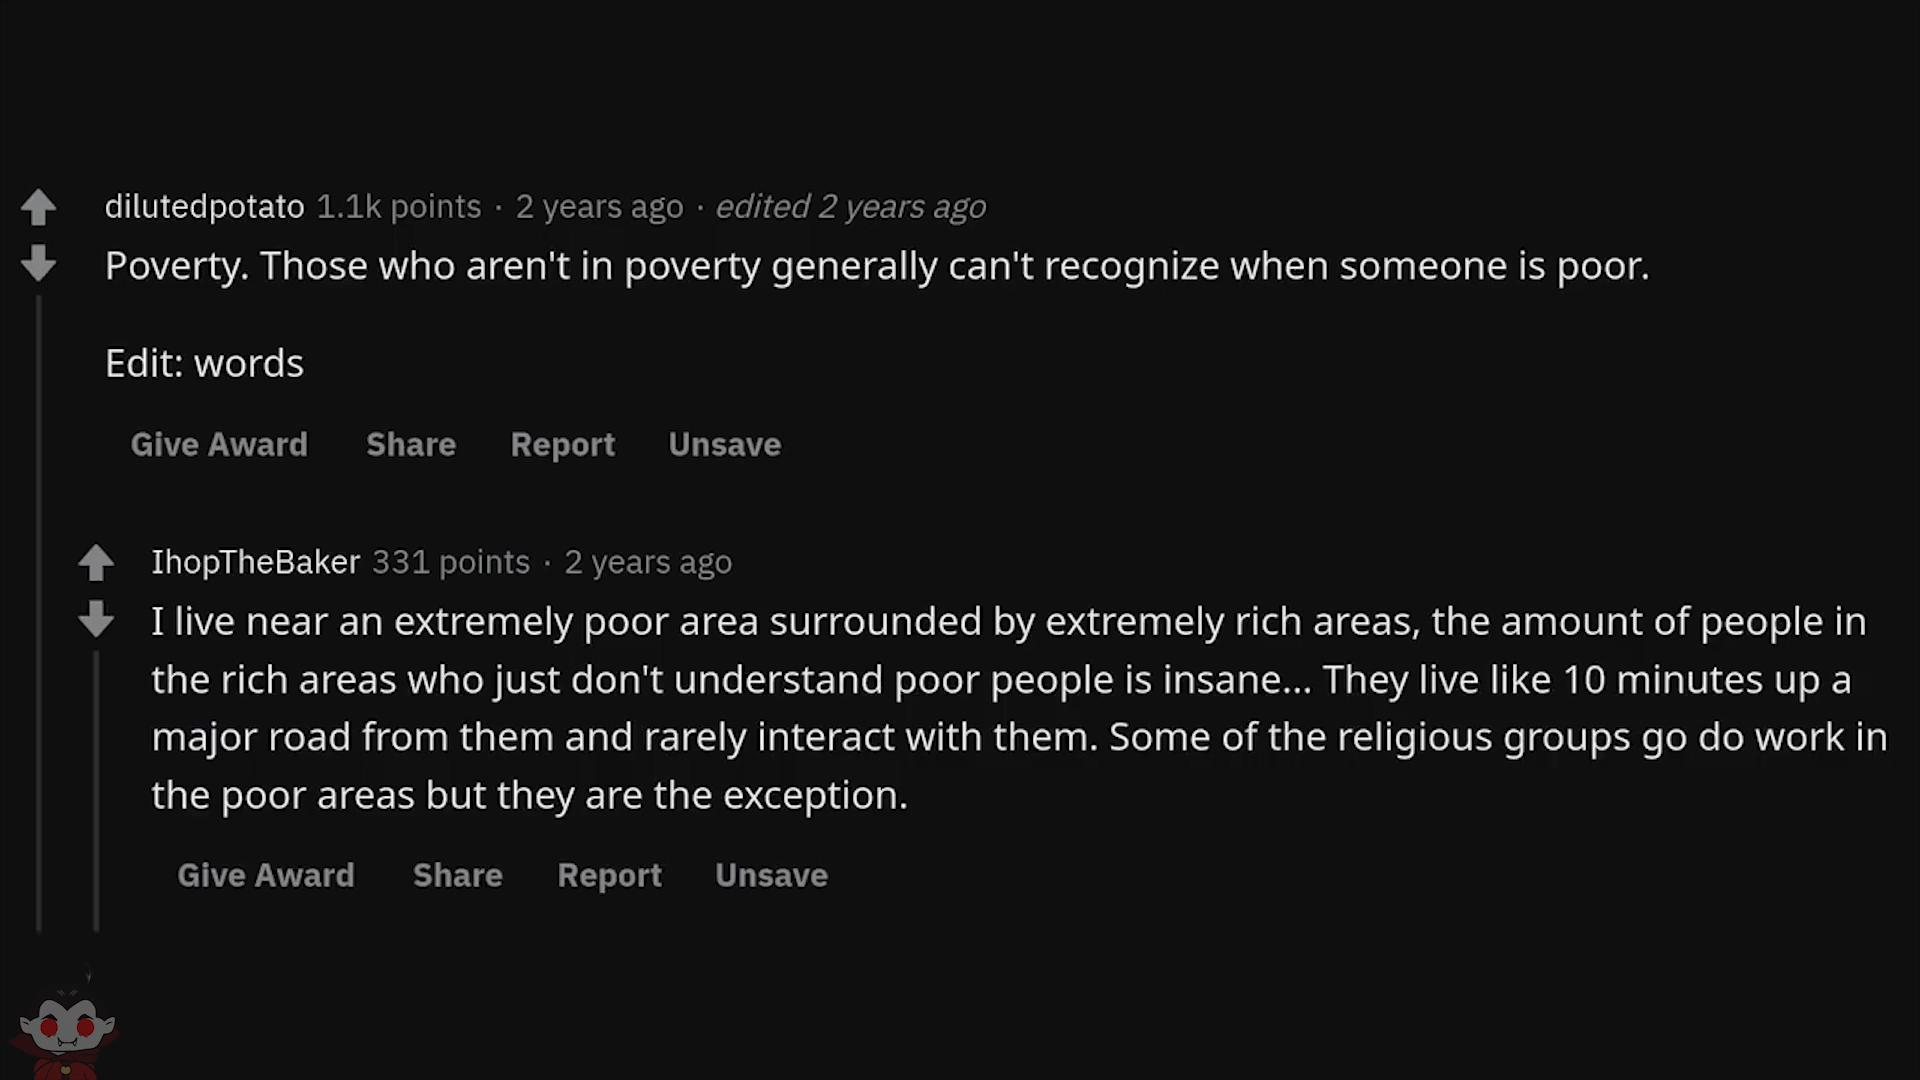 dilutedpotato 1.1k points · 2 years ago · edited 2 years ago
Poverty. Those who aren't in poverty generally can't recognize when someone is poor.
Edit: words
Give Award Share Report Unsave
IhopTheBaker 331 points · 2 years ago
I live near an extremely poor area surrounded by extremely rich areas, the amount of people in
the rich areas who just don't understand poor people is insane... They live like 10 minutes up a
major road from them and rarely interact with them. Some of the religious groups go do work in
the poor areas but they are the exception.
Give Award Share Report Unsave